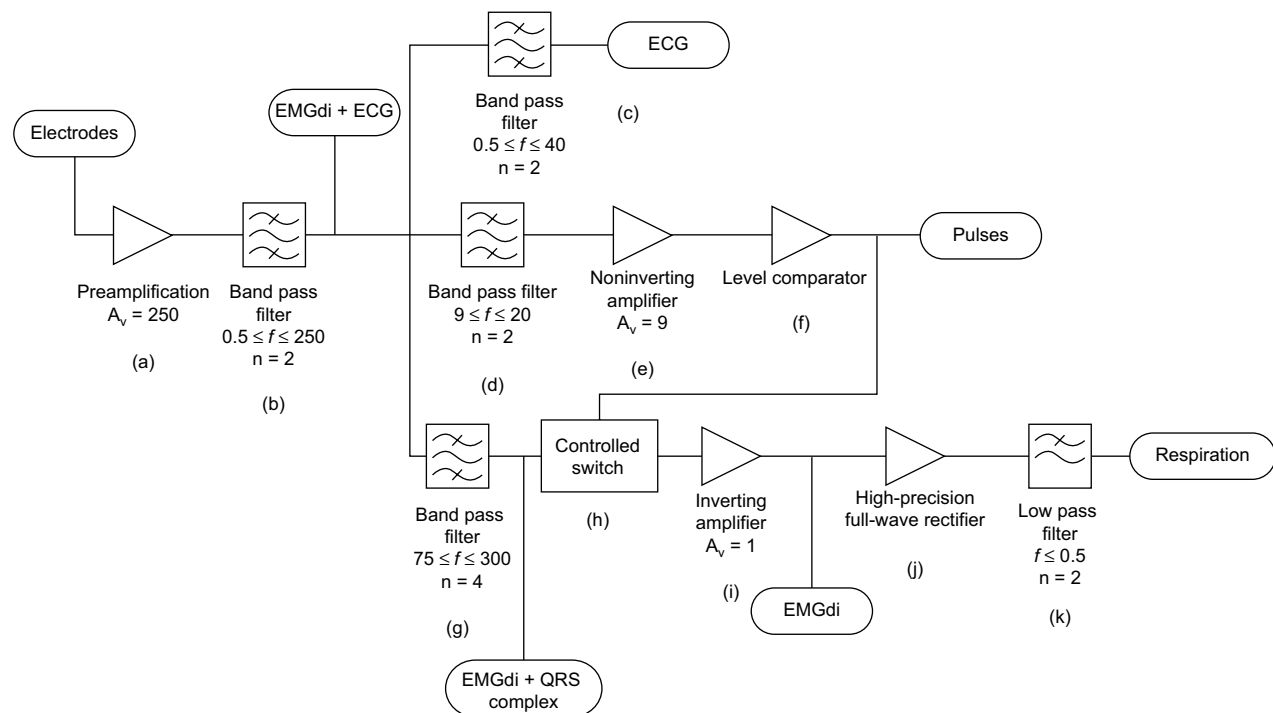 ECG
Band pass
filter
0.5 ≤ f ≤ 40
n = 2
(c)
EMGdi + ECG
Electrodes
Preamplification
Av = 250
(a)
Band pass
filter
0.5 ≤ f ≤ 250
n = 2
(b)
Band pass filter
9 ≤ f ≤ 20
n = 2
(d)
Noninverting
amplifier
Av = 9
(e)
Level comparator
(f)
Pulses
Band pass
filter
75 ≤ f ≤ 300
n = 4
(g)
EMGdi + QRS
complex
Controlled
switch
(h)
Inverting
amplifier
Av = 1
(i)
EMGdi
High-precision
full-wave rectifier
(j)
Low pass
filter
f ≤ 0.5
n = 2
(k)
Respiration